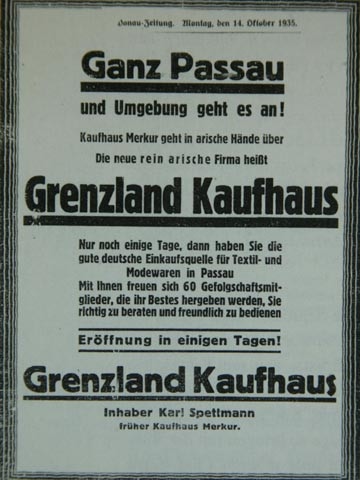 Donau-Zeitung. Montag, den 14. Oktober 1935.
Ganz Passau
und Umgebung geht es an!
Kaufhaus Merkur geht in arische Hände über
Die neue rein arische Firma heißt
Grenzland Kaufhaus
Nur noch einige Tage, dann haben Sie die
gute deutsche Einkaufsquelle für Textil- und
Modewaren in Passau
Mit Ihnen freuen sich 60 Gefolgschaftsmit-
glieder, die ihr Bestes hergeben werden, Sie
richtig zu beraten und freundlich zu bedienen
Eröffnung in einigen Tagen!
Grenzland Kaufhaus
Inhaber Karl Spettmann
früher Kaufhaus Merkur.